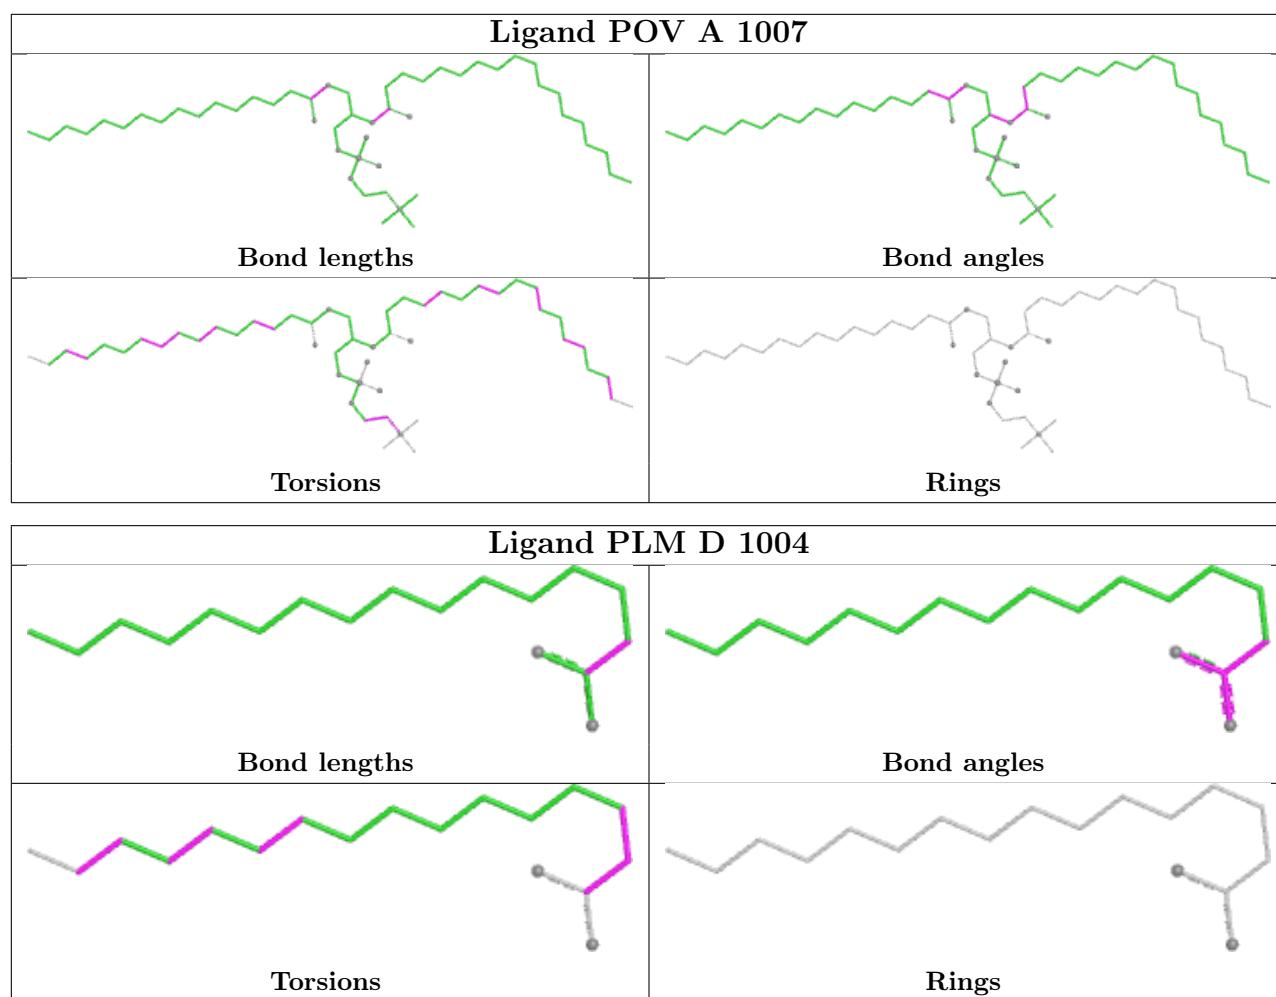 Ligand POV A 1007
Bond lengths
Bond angles
Torsions
Rings
Ligand PLM D 1004
Bond lengths
Bond angles
Torsions
Rings